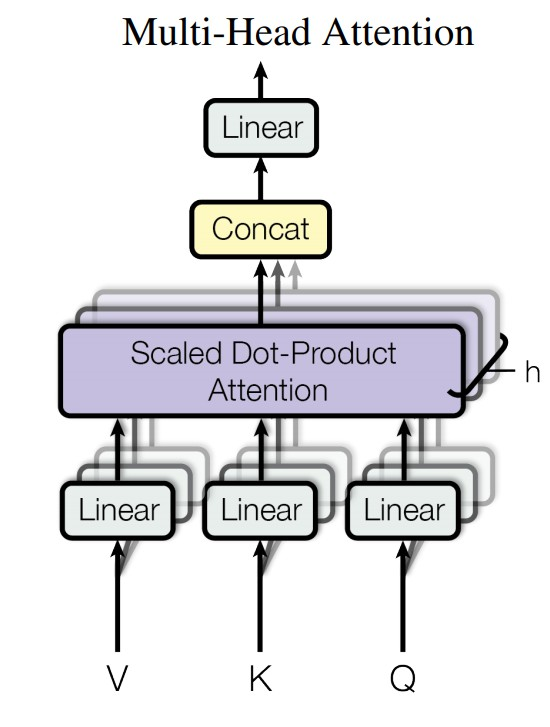 Multi-Head Attention
Linear
Concat
Scaled Dot-Product
Attention
h
Linear
Linear
Linear
V
K
Q